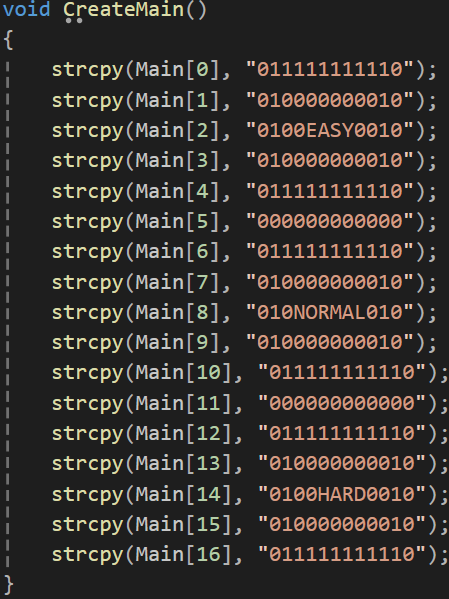 void CreateMain()
{
strcpy(Main[0], "011111111110");
strcpy(Main[1], "010000000010");
strcpy(Main[2], "0100EASY0010");
strcpy(Main[3], "010000000010");
strcpy(Main[4], "011111111110");
strcpy(Main[5], "000000000000");
strcpy(Main[6], "011111111110");
strcpy(Main[7], "010000000010");
strcpy(Main[8], "010NORMAL010");
strcpy(Main[9], "010000000010");
strcpy(Main[10], "011111111110");
strcpy(Main[11], "000000000000");
strcpy(Main[12], "011111111110");
strcpy(Main[13], "010000000010");
strcpy(Main[14], "0100HARD0010");
strcpy(Main[15], "010000000010");
strcpy(Main[16], "011111111110");
}